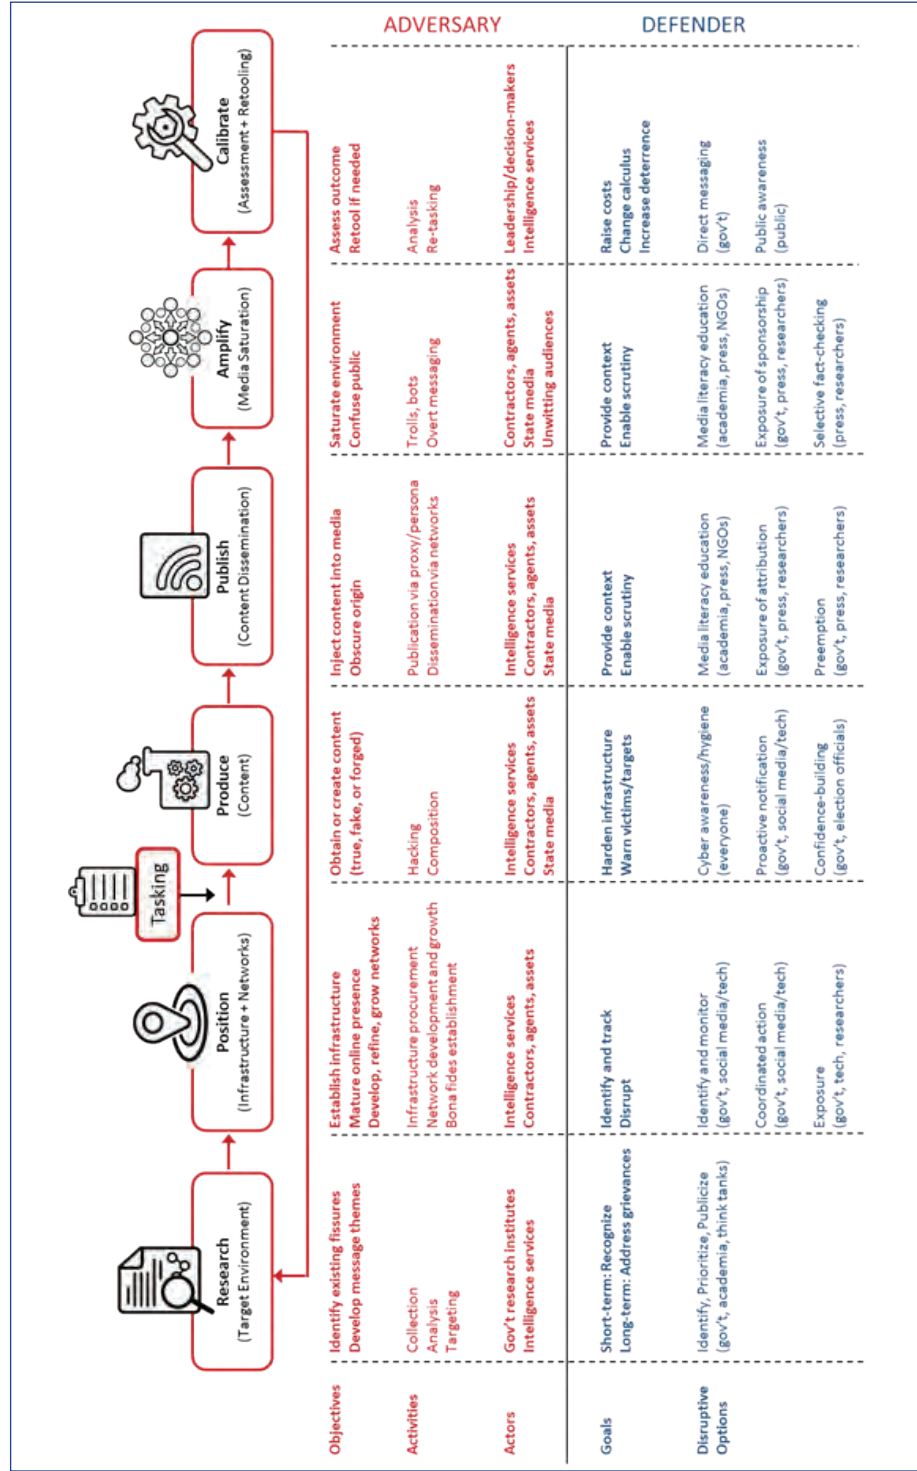 Research
(Target Environment)
Position
(Infrastructure + Networks)
Tasking
Produce
(Content)
Publish
(Content Dissemination)
Amplify
(Media Saturation)
Calibrate
(Assessment + Retooling)
ADVERSARY
Objectives
Identify existing fissures
Develop message themes
Establish infrastructure
Mature online presence
Develop, refine, grow networks
Obtain or create content
(true, fake, or forged)
Inject content into media
Obscure origin
Saturate environment
Confuse public
Assess outcome
Retool if needed
Activities
Collection
Analysis
Targeting
Infrastructure procurement
Network development and growth
Bona fides establishment
Hacking
Composition
Publication via proxy/persona
Dissemination via networks
Trolls, bots
Overt messaging
Analysis
Re-tasking
Actors
Gov't research institutes
Intelligence services
Intelligence services
Contractors, agents, assets
Intelligence services
Contractors, agents, assets
State media
Intelligence services
Contractors, agents, assets
State media
Contractors, agents, assets
State media
Unwitting audiences
Leadership/decision-makers
Intelligence services
DEFENDER
Goals
Short-term: Recognize
Long-term: Address grievances
Identify and track
Disrupt
Harden infrastructure
Warn victims/targets
Provide context
Enable scrutiny
Provide context
Enable scrutiny
Raise costs
Change calculus
Increase deterrence
Disruptive
Options
Identify, Prioritize, Publicize
(gov't, academia, think tanks)
Identify and monitor
(gov't, social media/tech)
Coordinated action
(gov't, social media/tech)
Exposure
(gov't, tech, researchers)
Cyber awareness/hygiene
(everyone)
Proactive notification
(gov't, social media/tech)
Confidence-building
(gov't, election officials)
Media literacy education
(academia, press, NGOs)
Exposure of attribution
(gov't, press, researchers)
Preemption
(gov't, press, researchers)
Media literacy education
(academia, press, NGOs)
Exposure of sponsorship
(gov't, press, researchers)
Selective fact-checking
(press, researchers)
Direct messaging
(gov't)
Public awareness
(public)